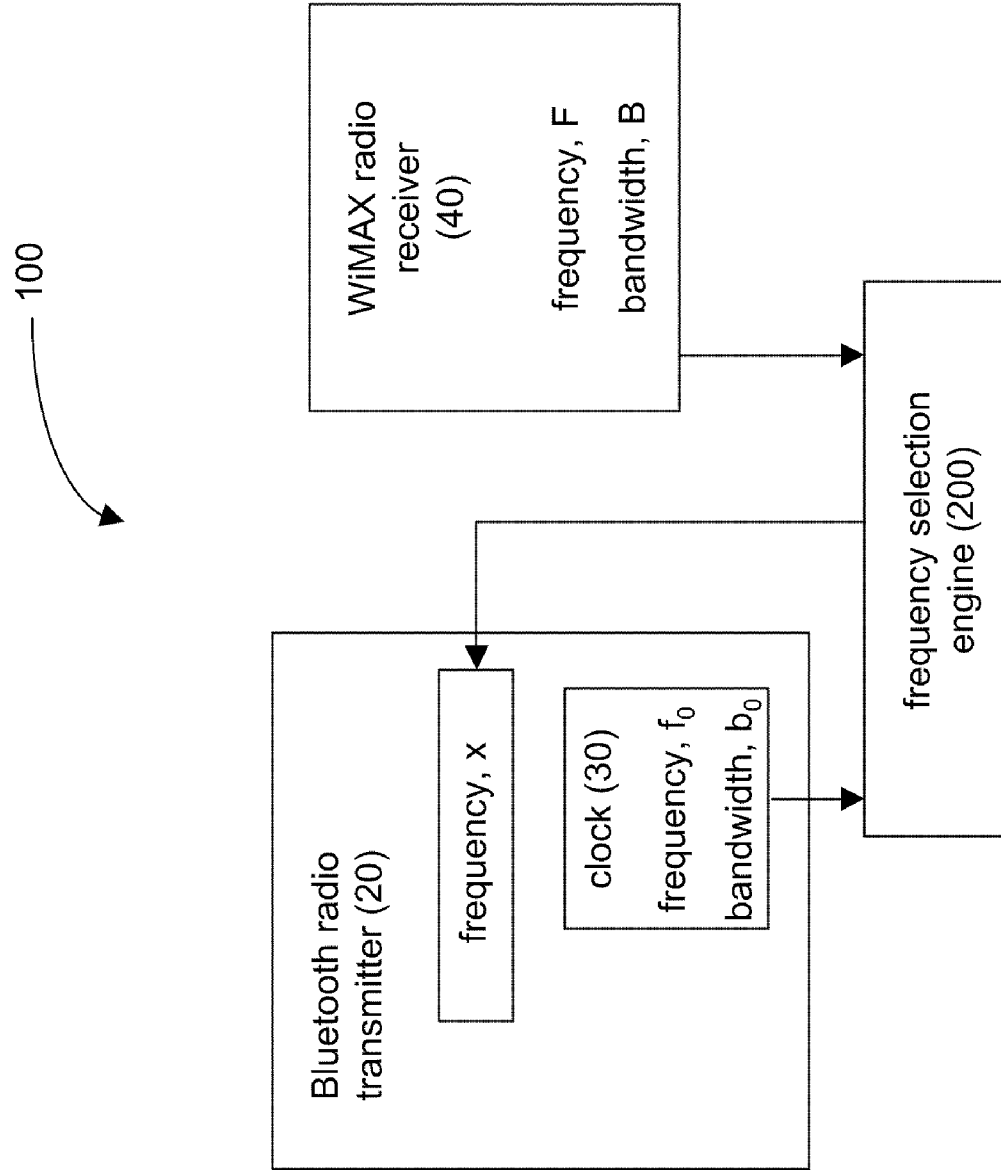 100
Bluetooth radio
transmitter (20)
frequency, x
clock (30)
frequency, f₀
bandwidth, b₀
WiMAX radio
receiver
(40)
frequency, F
bandwidth, B
frequency selection
engine (200)